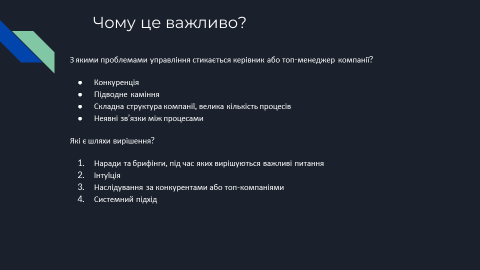 Чому це важливо?
З якими проблемами управління стикається керівник або топ-менеджер компанії?
● Конкуренція
● Підводне каміння
● Складна структура компанії, велика кількість процесів
● Неявні зв'язки між процесами
Які є шляхи вирішення?
1. Наради та брифінги, під час яких вирішуються важливі питання
2. Інтуїція
3. Наслідування за конкурентами або топ-компаніями
4. Системний підхід